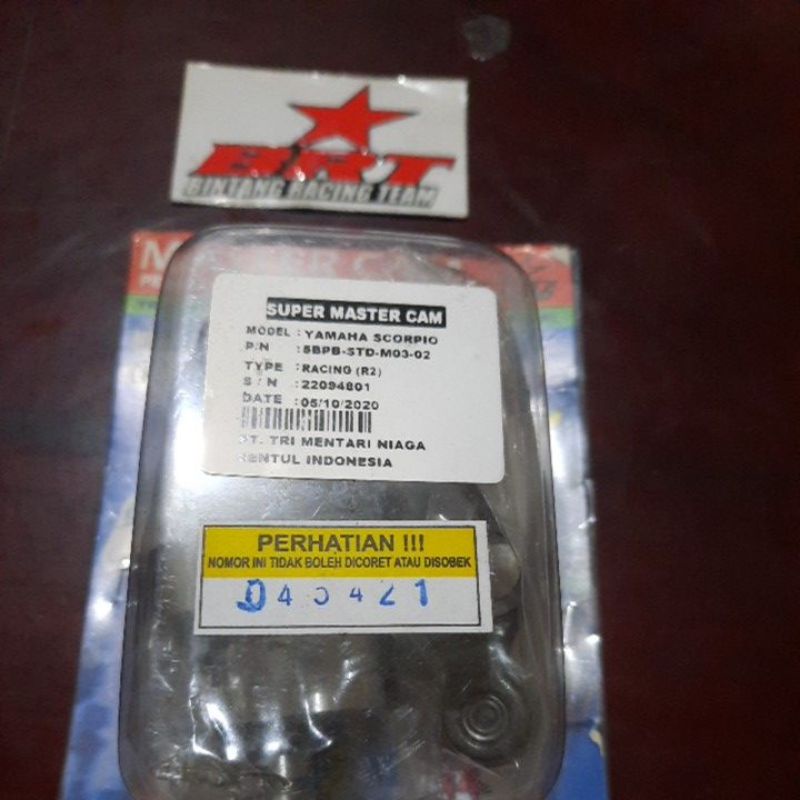 BRT
BINTANG RACING TEAM
SUPER MASTER CAM
MODEL : YAMAHA SCORPIO
P/N : 5BPB-STD-M03-02
TYPE : RACING (R2)
S/N : 22094801
DATE : 05/10/2020
PT. TRI MENTARI NIAGA
SENTUL INDONESIA
PERHATIAN !!!
NOMOR INI TIDAK BOLEH DICORET ATAU DISOBEK